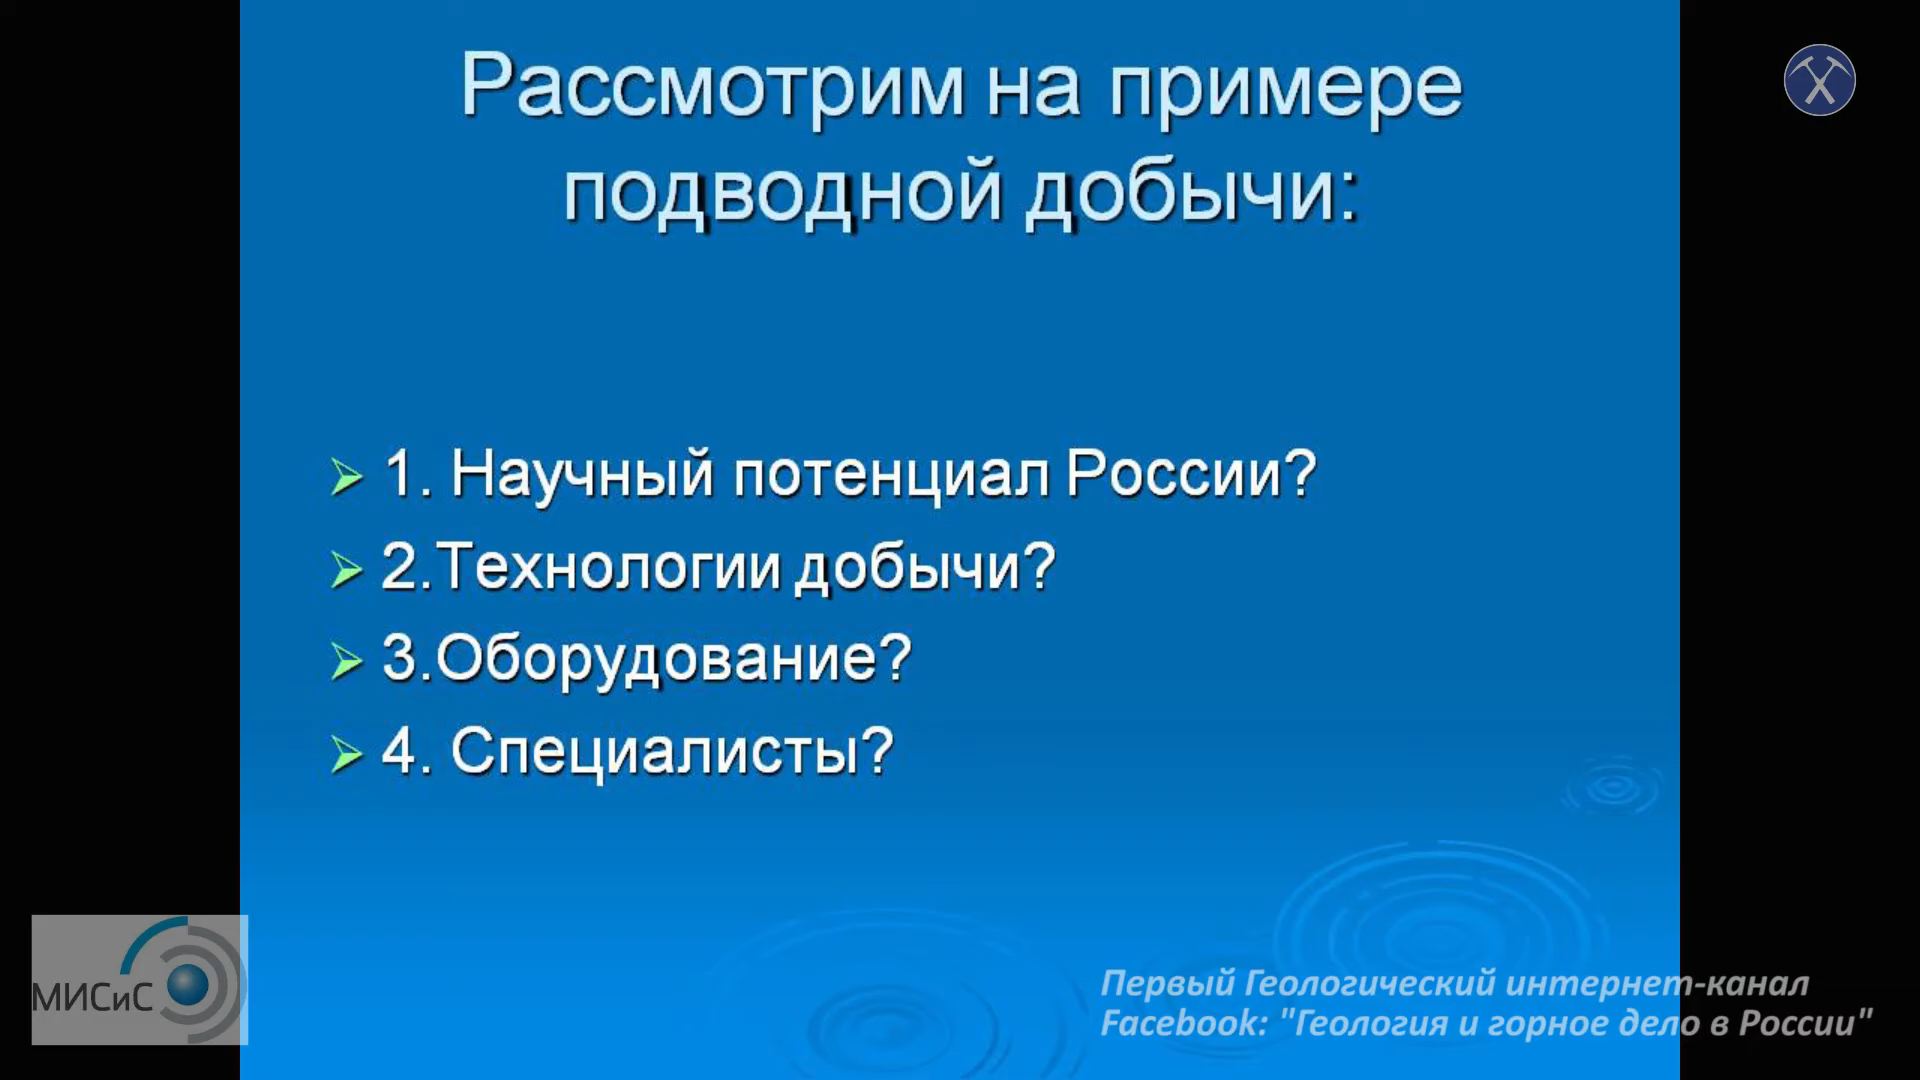 Рассмотрим на примере
подводной добычи:
1. Научный потенциал России?
2.Технологии добычи?
3.Оборудование?
4. Специалисты?
МИСиС
Первый Геологический интернет-канал
Facebook: "Геология и горное дело в России"